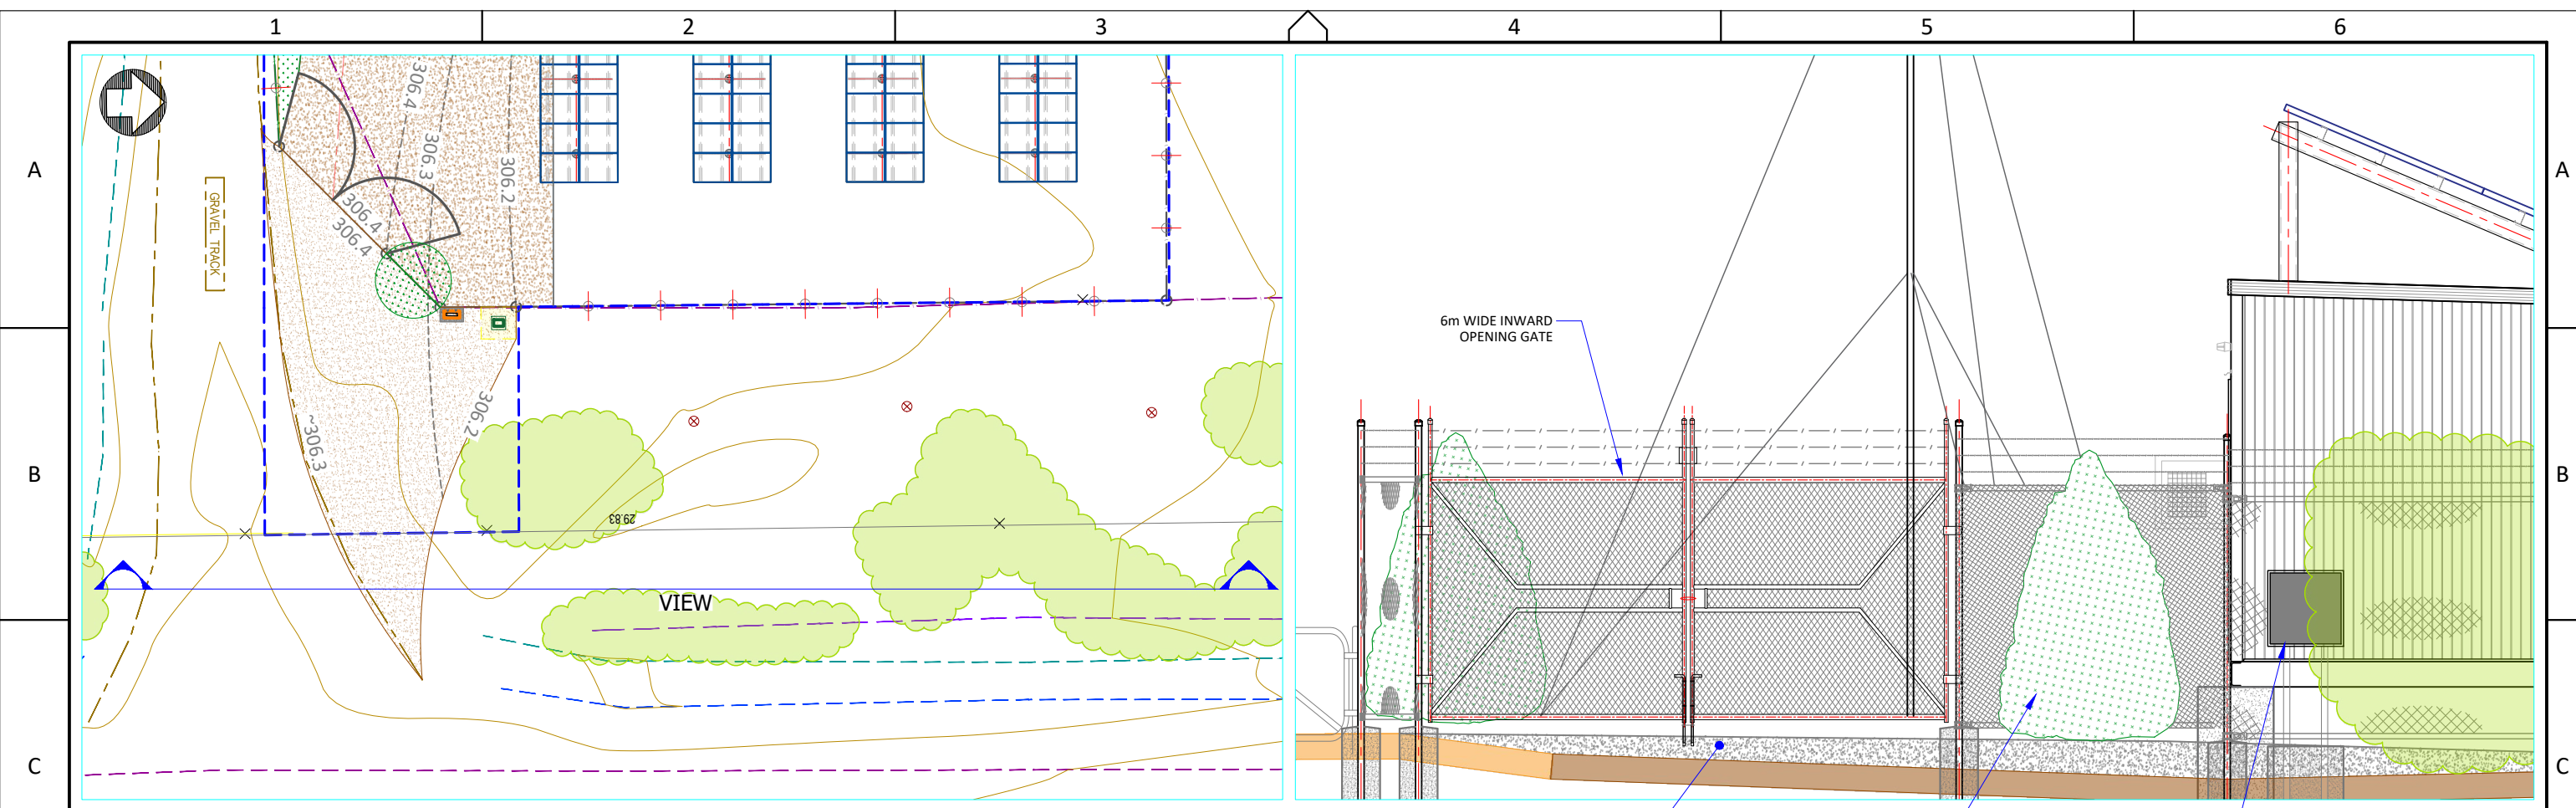 1 2 3 4 5 6
A
A
B
B
C
C
306.4
306.3
306.2
306.4
306.4
GRAVEL TRACK
~306.3
306.2
29.83
VIEW
6m WIDE INWARD
OPENING GATE